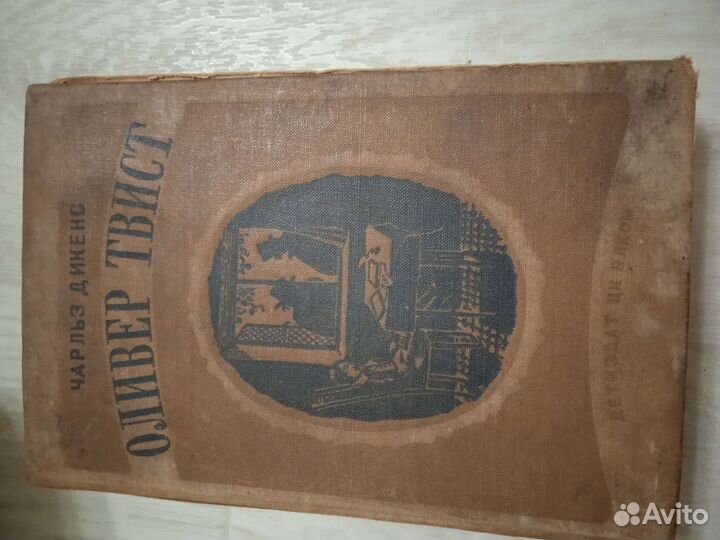 ЧАРЛЬЗ ДИКЕНС
ОЛИВЕР ТВИСТ
ДЕТИЗДАТ ЦК ВЛКСМ
Avito